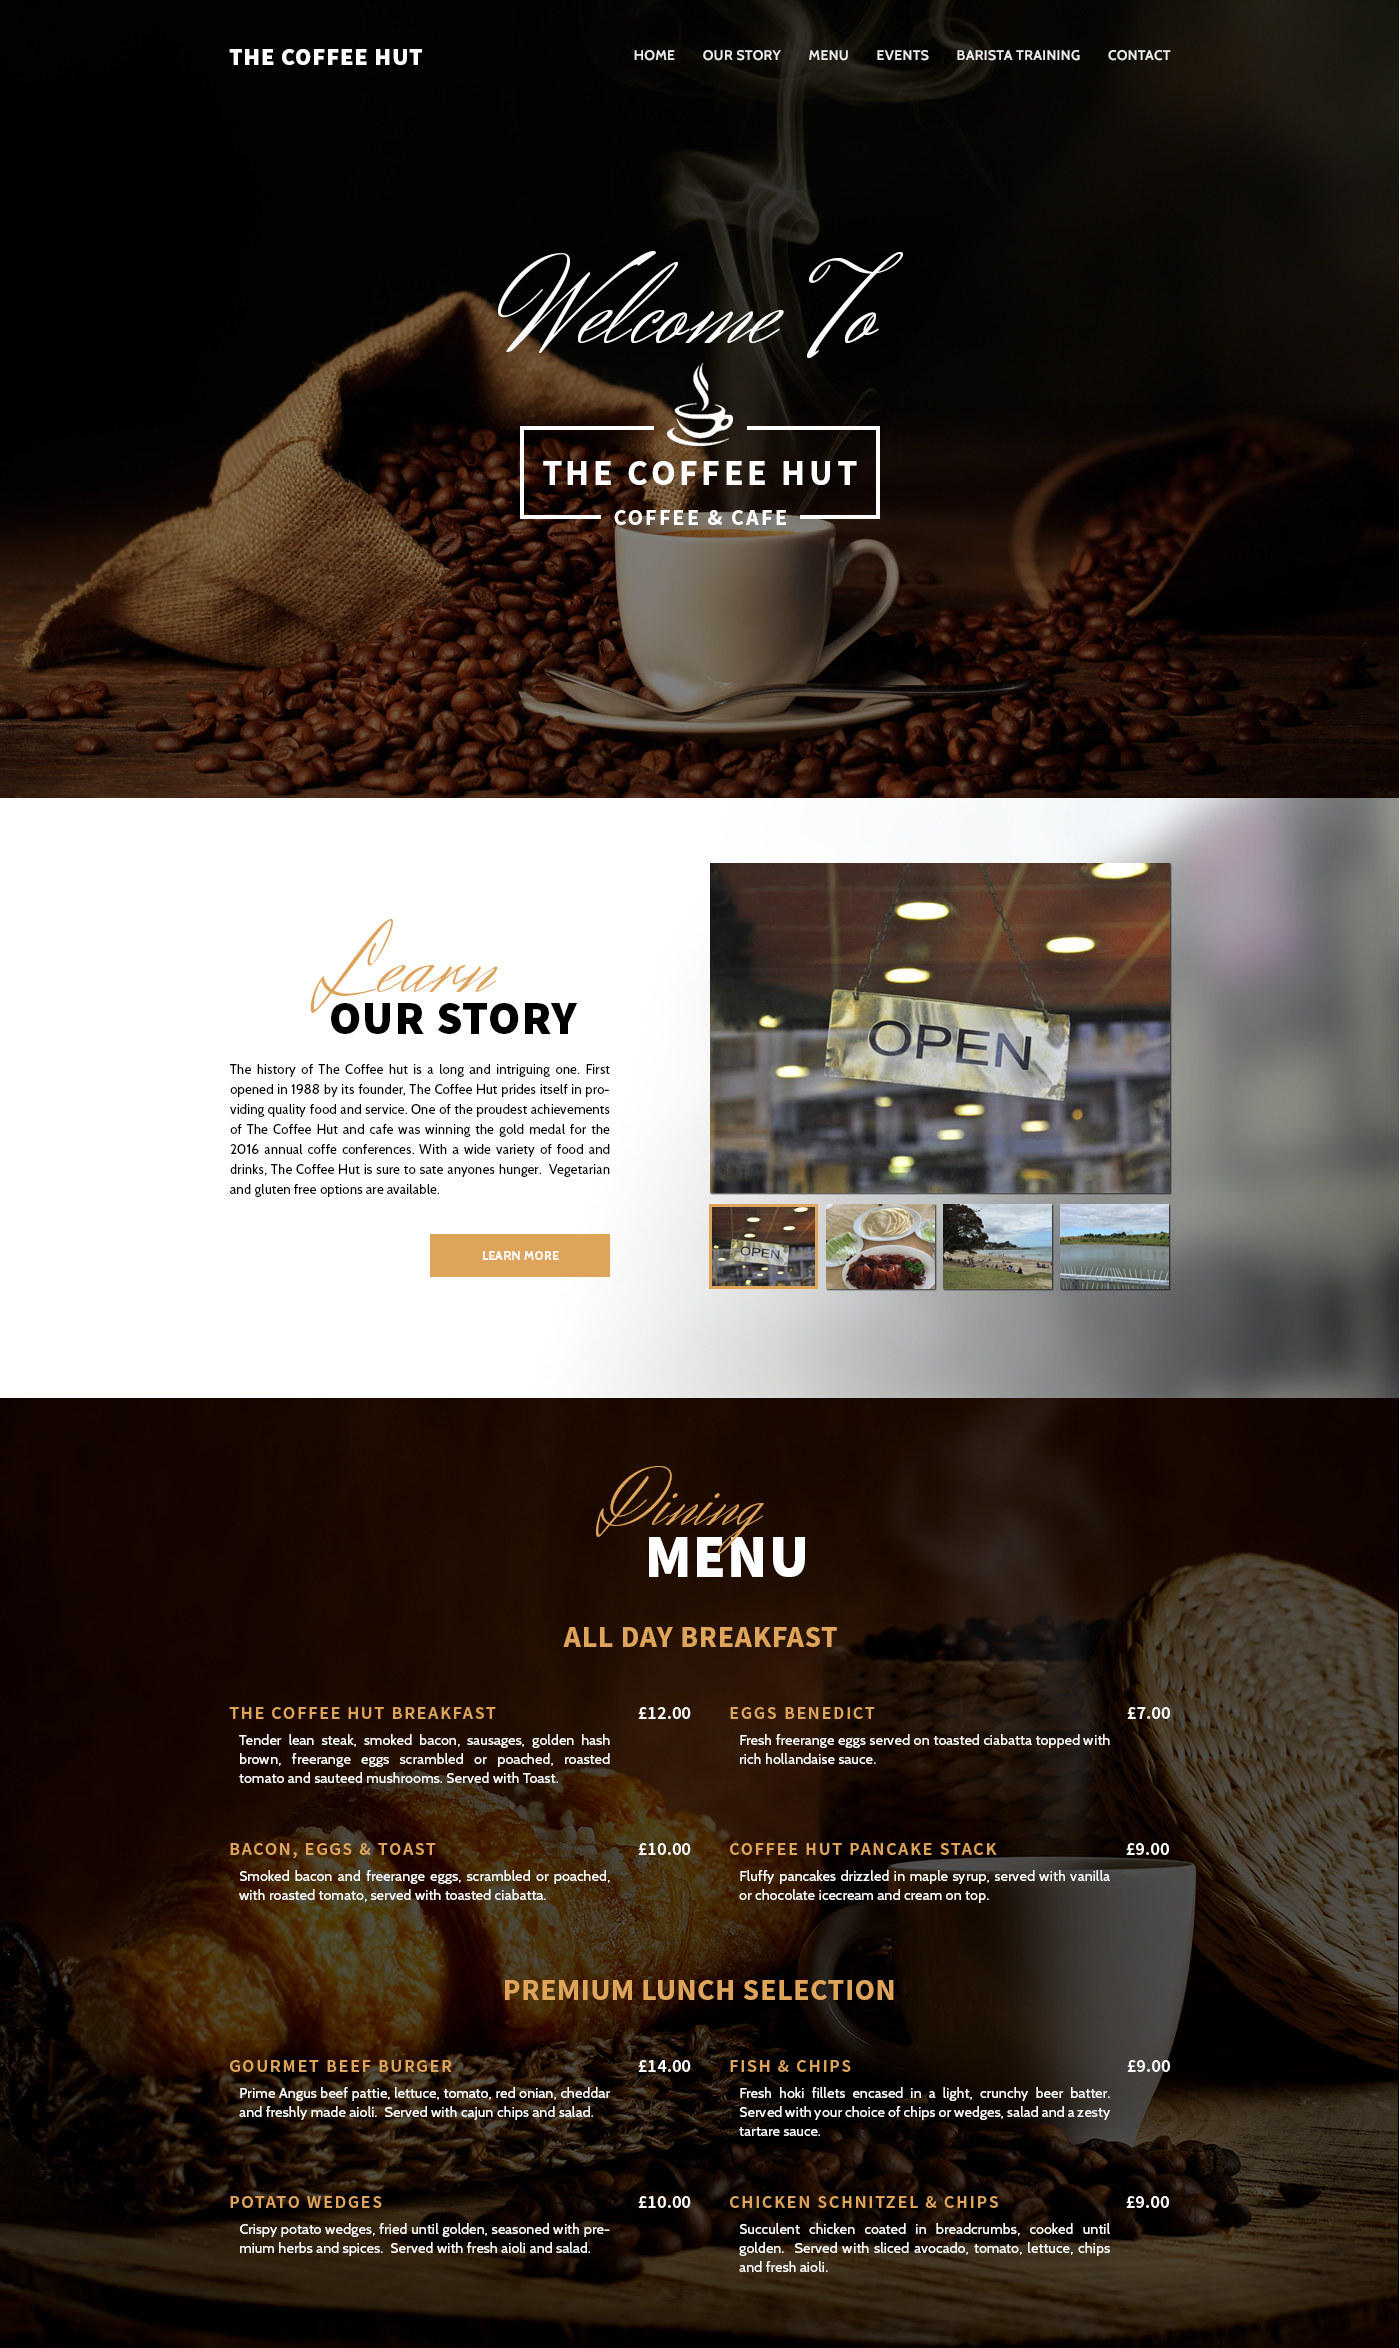 THE COFFEE HUT
HOME OUR STORY MENU EVENTS BARISTA TRAINING CONTACT
Welcome To
THE COFFEE HUT
COFFEE & CAFE
Learn
OUR STORY
The history of The Coffee hut is a long and intriguing one. First
opened in 1988 by its founder, The Coffee Hut prides itself in pro-
viding quality food and service. One of the proudest achievements
of The Coffee Hut and cafe was winning the gold medal for the
2016 annual coffe conferences. With a wide variety of food and
drinks, The Coffee Hut is sure to sate anyones hunger. Vegetarian
and gluten free options are available.
LEARN MORE
OPEN
OPEN
Dining
MENU
ALL DAY BREAKFAST
THE COFFEE HUT BREAKFAST £12.00
Tender lean steak, smoked bacon, sausages, golden hash
brown, freerange eggs scrambled or poached, roasted
tomato and sauteed mushrooms. Served with Toast.
EGGS BENEDICT £7.00
Fresh freerange eggs served on toasted ciabatta topped with
rich hollandaise sauce.
BACON, EGGS & TOAST £10.00
Smoked bacon and freerange eggs, scrambled or poached,
with roasted tomato, served with toasted ciabatta.
COFFEE HUT PANCAKE STACK £9.00
Fluffy pancakes drizzled in maple syrup, served with vanilla
or chocolate icecream and cream on top.
PREMIUM LUNCH SELECTION
GOURMET BEEF BURGER £14.00
Prime Angus beef pattie, lettuce, tomato, red onian, cheddar
and freshly made aioli. Served with cajun chips and salad.
FISH & CHIPS £9.00
Fresh hoki fillets encased in a light, crunchy beer batter.
Served with your choice of chips or wedges, salad and a zesty
tartare sauce.
POTATO WEDGES £10.00
Crispy potato wedges, fried until golden, seasoned with pre-
mium herbs and spices. Served with fresh aioli and salad.
CHICKEN SCHNITZEL & CHIPS £9.00
Succulent chicken coated in breadcrumbs, cooked until
golden. Served with sliced avocado, tomato, lettuce, chips
and fresh aioli.